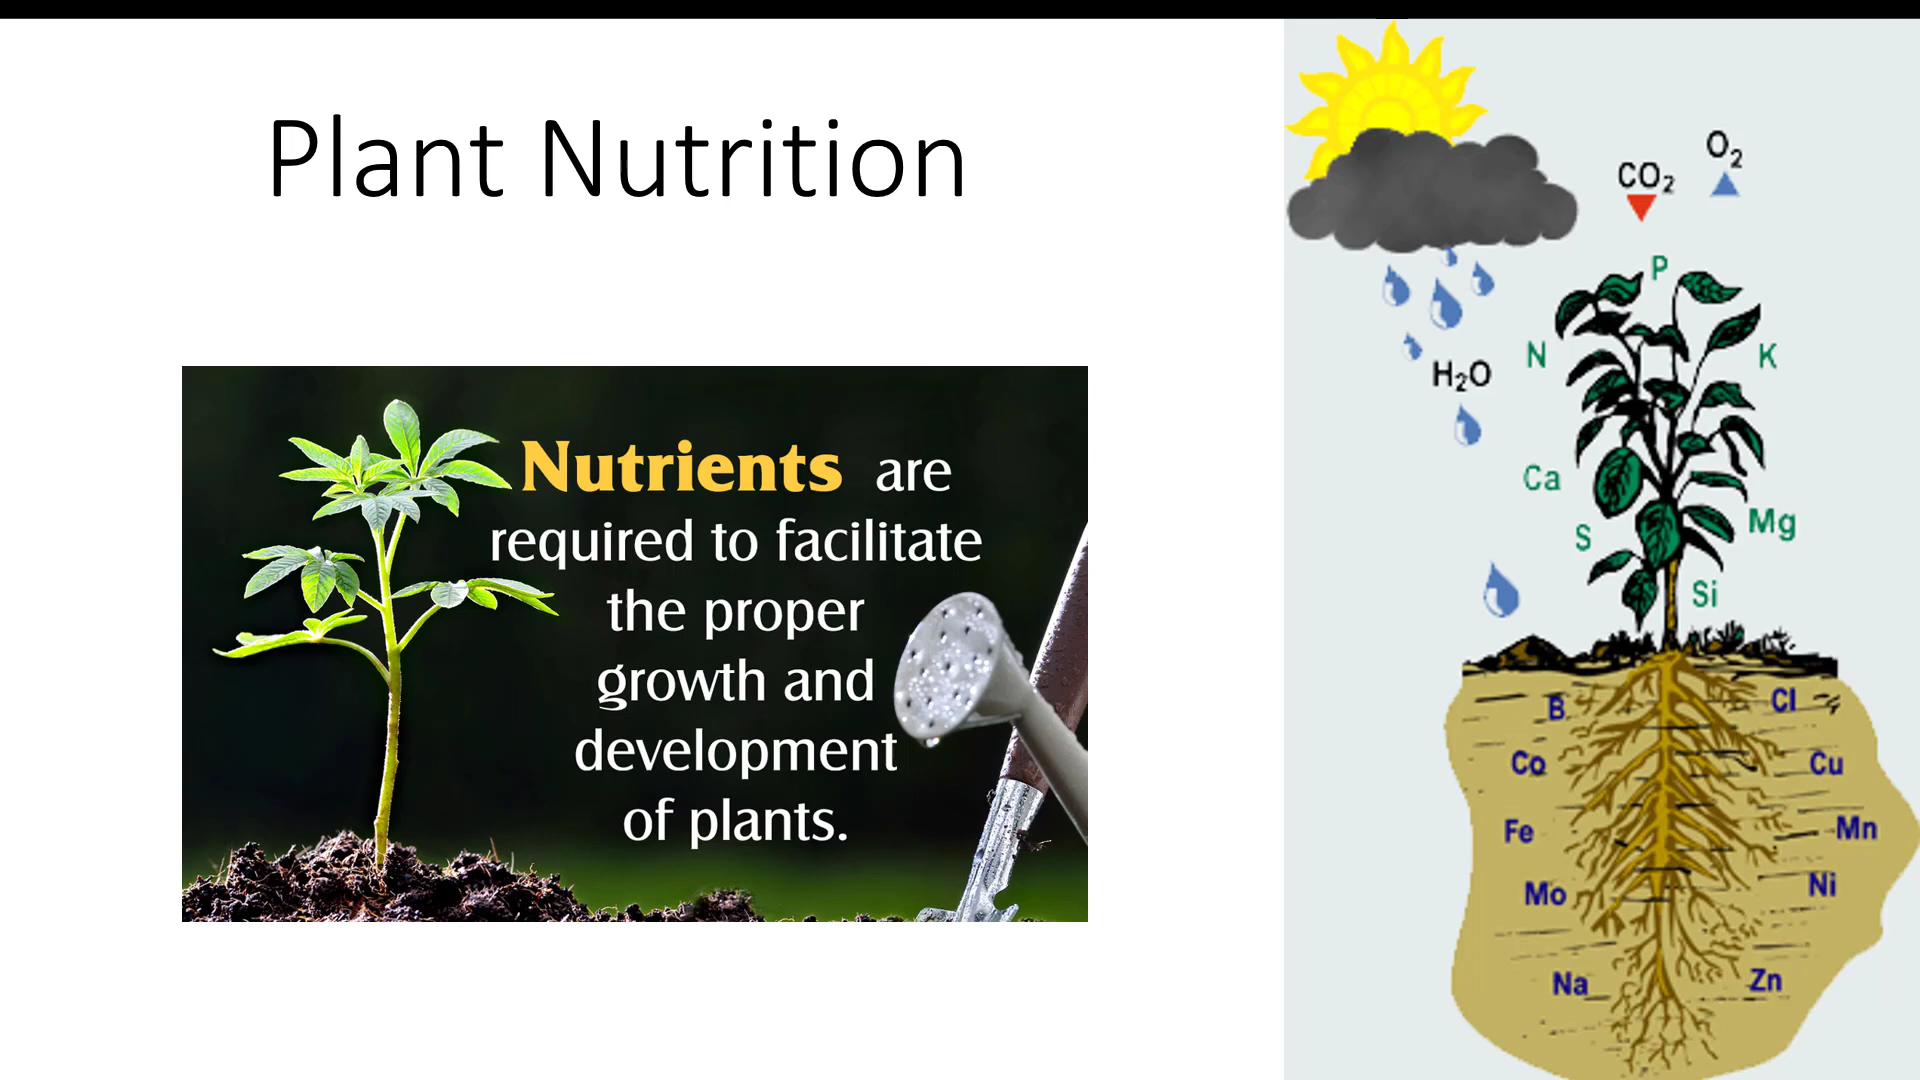 Plant Nutrition
Nutrients are
required to facilitate
the proper
growth and
development
of plants.
O₂
CO₂
P
N
K
H₂O
Ca
Mg
S
Si
B
Cl
Co
Cu
Fe
Mn
Mo
Ni
Na
Zn